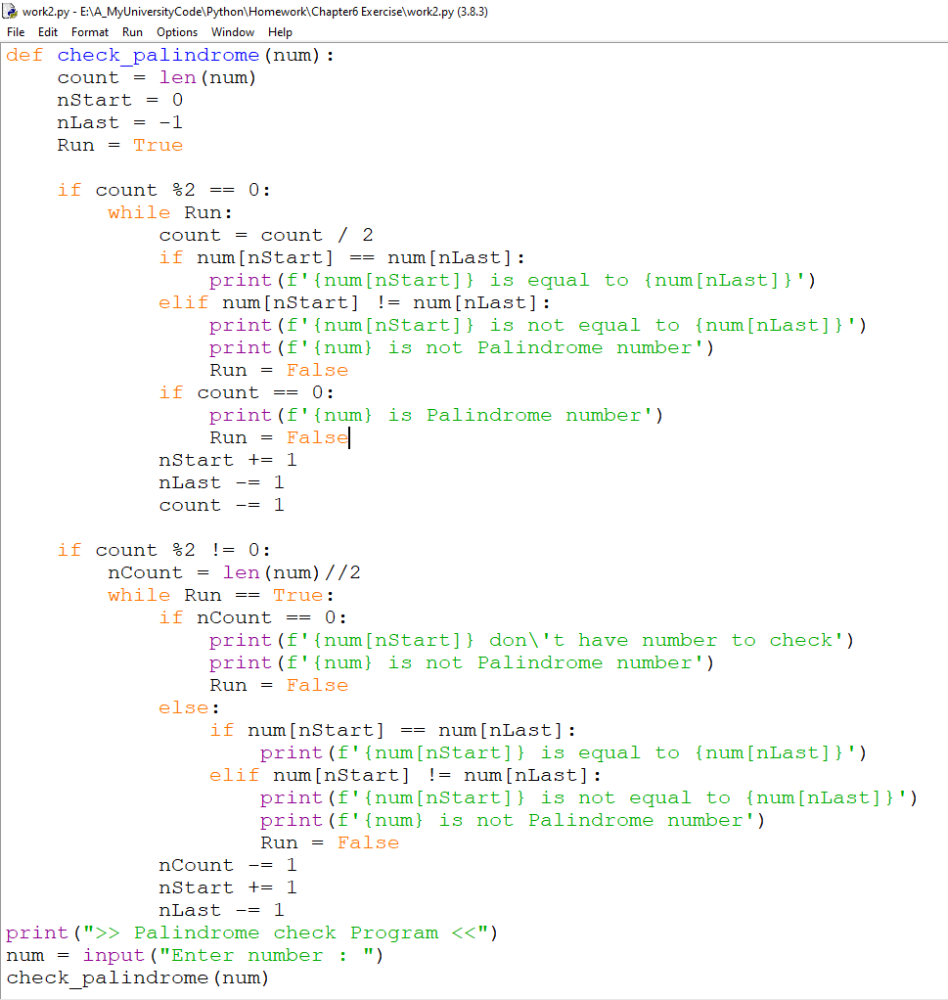 work2.py - E:\A_MyUniversityCode\Python\Homework\Chapter6 Exercise\work2.py (3.8.3)
File Edit Format Run Options Window Help
def check_palindrome(num):
    count = len(num)
    nStart = 0
    nLast = -1
    Run = True

    if count %2 == 0:
        while Run:
            count = count / 2
            if num[nStart] == num[nLast]:
                print(f'{num[nStart]} is equal to {num[nLast]}')
            elif num[nStart] != num[nLast]:
                print(f'{num[nStart]} is not equal to {num[nLast]}')
                print(f'{num} is not Palindrome number')
                Run = False
            if count == 0:
                print(f'{num} is Palindrome number')
                Run = False
            nStart += 1
            nLast -= 1
            count -= 1

    if count %2 != 0:
        nCount = len(num)//2
        while Run == True:
            if nCount == 0:
                print(f'{num[nStart]} don\'t have number to check')
                print(f'{num} is not Palindrome number')
                Run = False
            else:
                if num[nStart] == num[nLast]:
                    print(f'{num[nStart]} is equal to {num[nLast]}')
                elif num[nStart] != num[nLast]:
                    print(f'{num[nStart]} is not equal to {num[nLast]}')
                    print(f'{num} is not Palindrome number')
                    Run = False
            nCount -= 1
            nStart += 1
            nLast -= 1
print(">> Palindrome check Program <<")
num = input("Enter number : ")
check_palindrome(num)